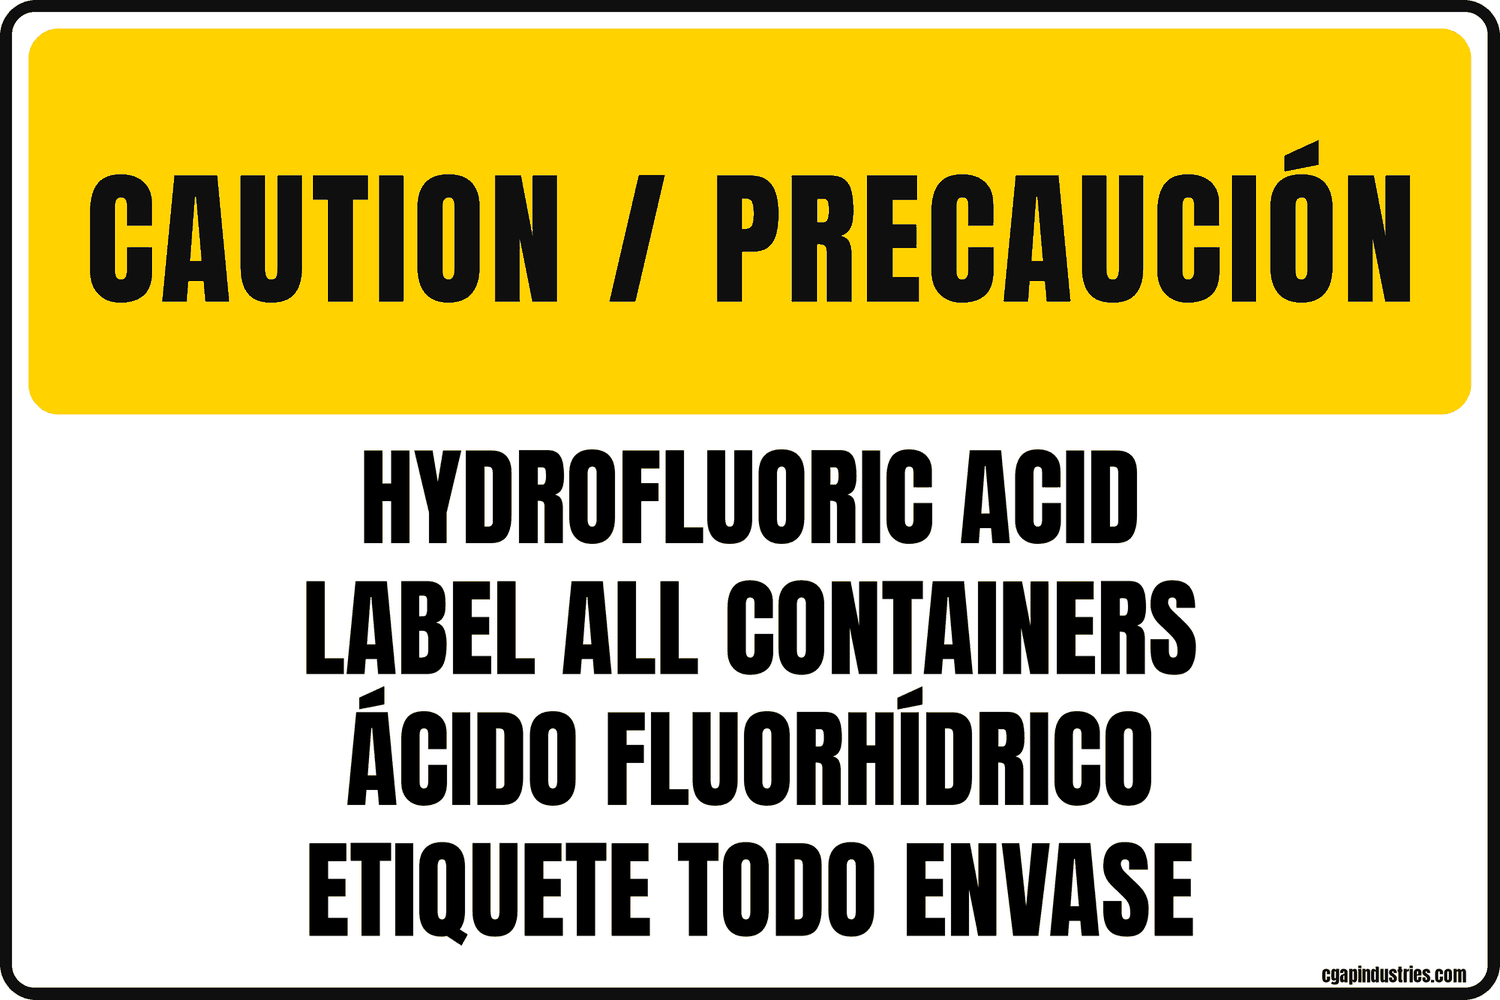 CAUTION / PRECAUCIÓN
HYDROFLUORIC ACID
LABEL ALL CONTAINERS
ÁCIDO FLUORHÍDRICO
ETIQUETE TODO ENVASE
cgapindustries.com